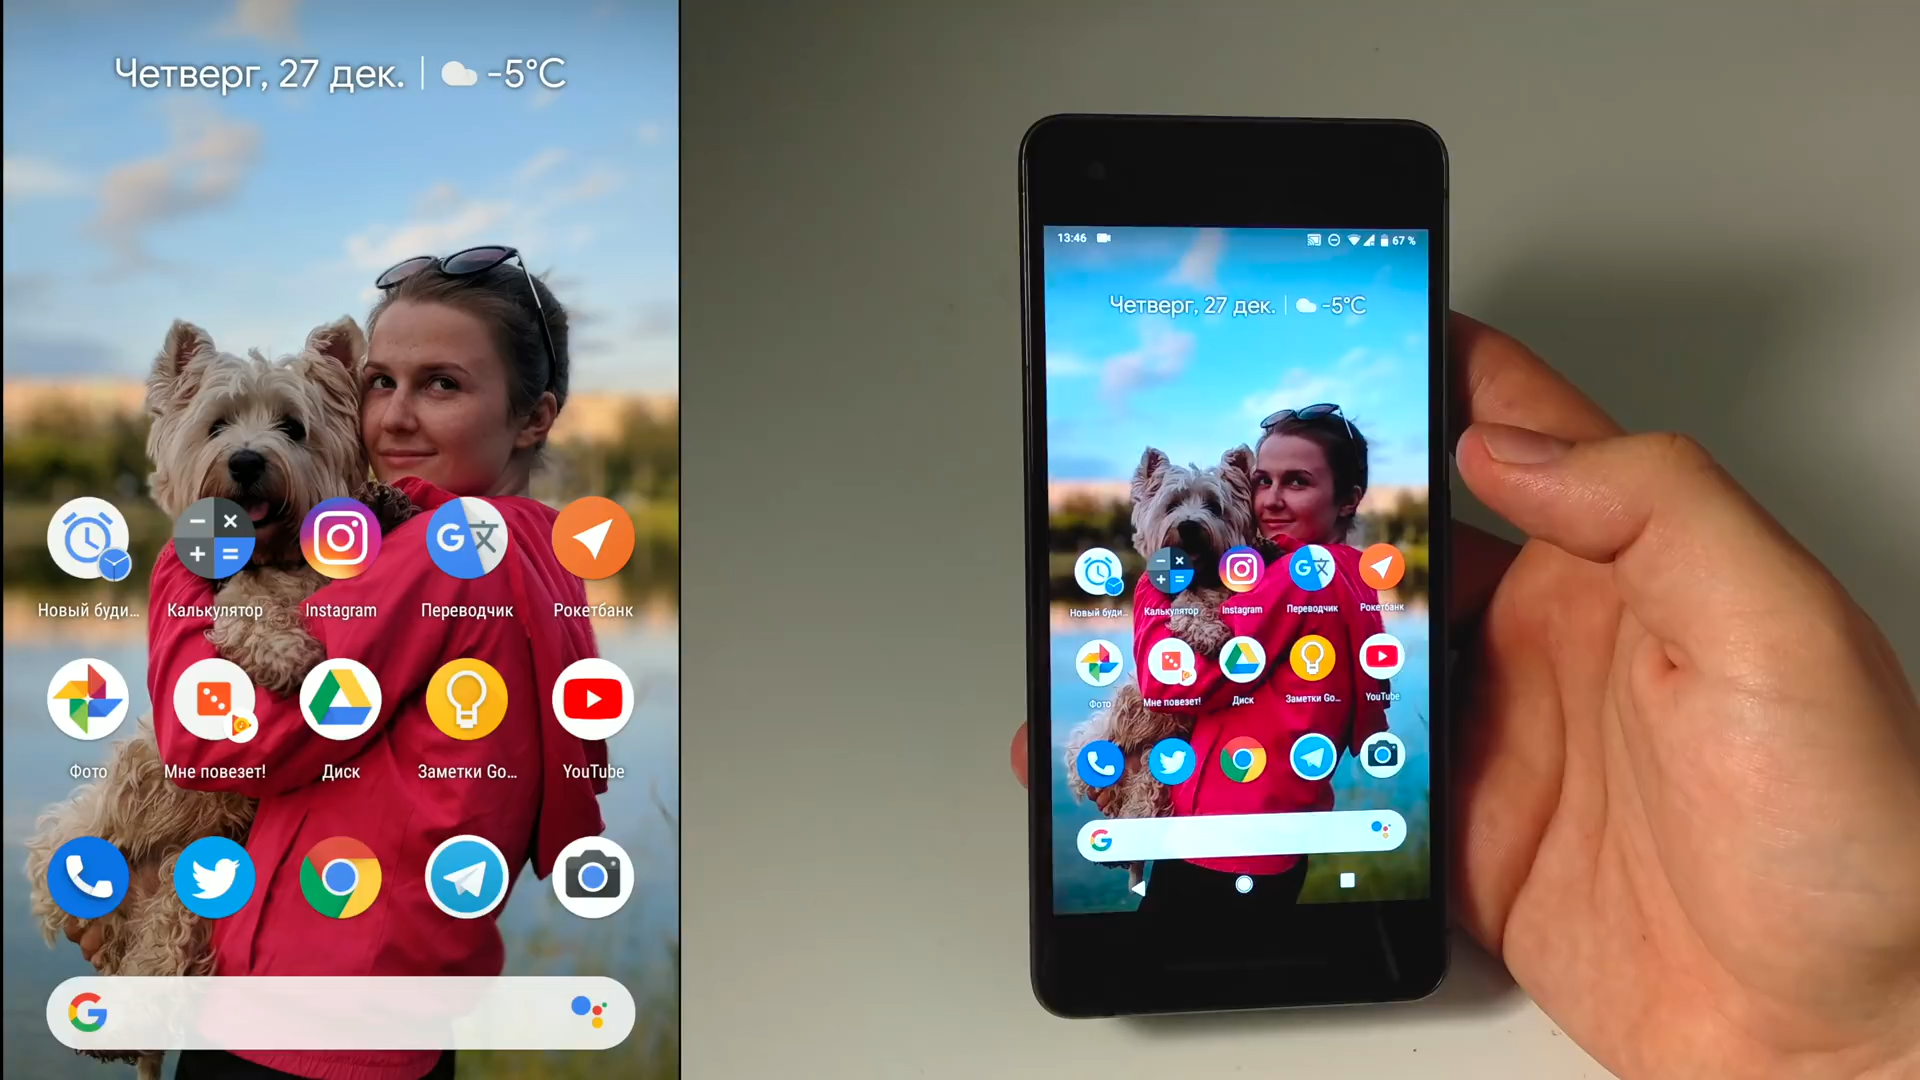 Четверг, 27 дек. | -5°C
Новый буди... Калькулятор Instagram Переводчик Рокетбанк
Фото Мне повезет! Диск Заметки Go... YouTube
13:46 67 %
Четверг, 27 дек. | -5°C
Новый буди... Калькулятор Instagram Переводчик Рокетбанк
Фото Мне повезет! Диск Заметки Go... YouTube